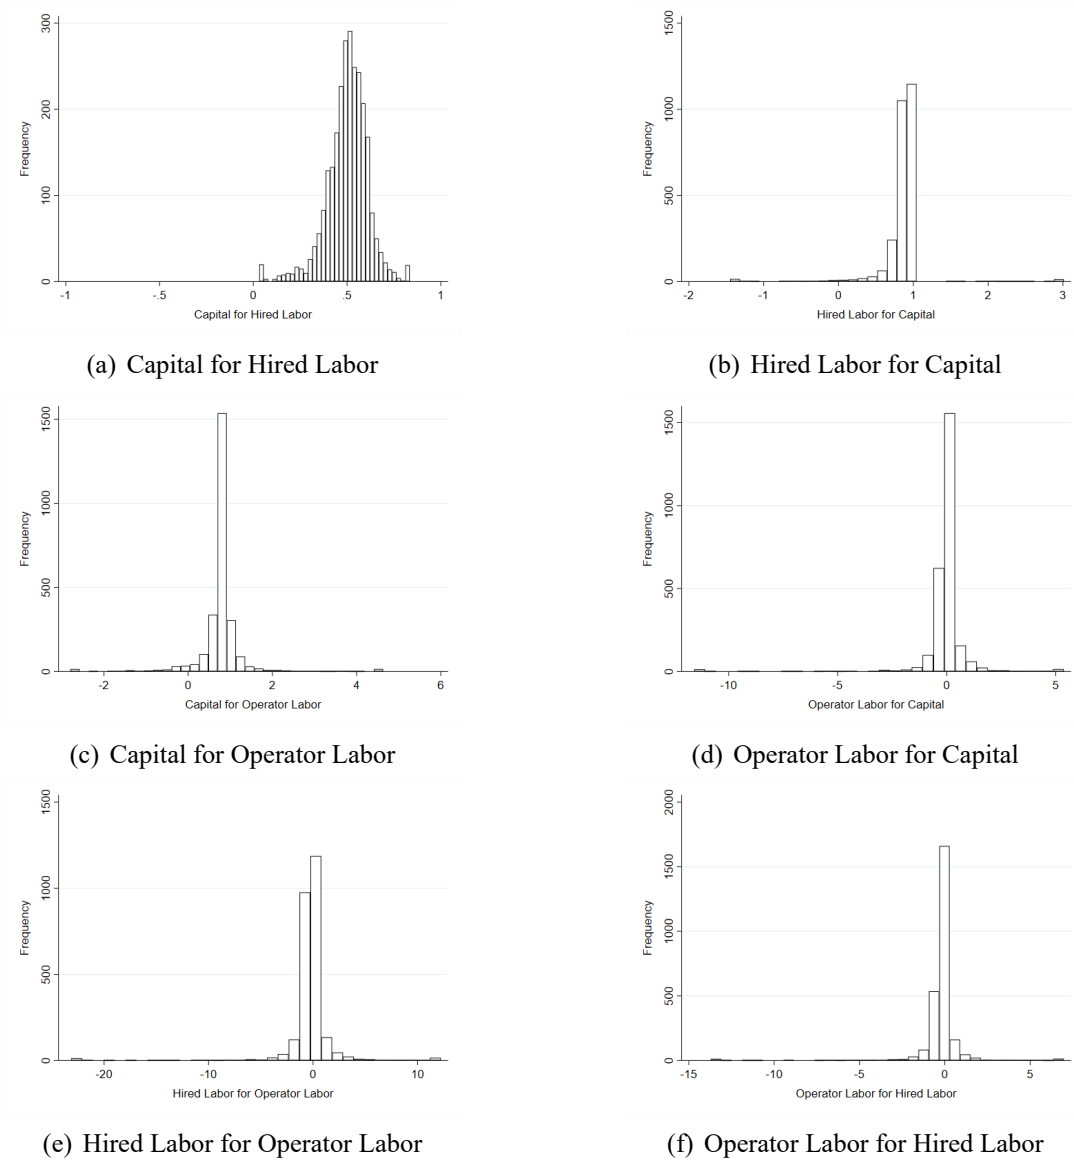 300
200
100
0
Frequency
-1 -.5 0 .5 1
Capital for Hired Labor
(a) Capital for Hired Labor
1500
1000
500
0
Frequency
-2 -1 0 1 2 3
Hired Labor for Capital
(b) Hired Labor for Capital
1500
1000
500
0
Frequency
-2 0 2 4 6
Capital for Operator Labor
(c) Capital for Operator Labor
1500
1000
500
0
Frequency
-10 -5 0 5
Operator Labor for Capital
(d) Operator Labor for Capital
1500
1000
500
0
Frequency
-20 -10 0 10
Hired Labor for Operator Labor
(e) Hired Labor for Operator Labor
2000
1500
1000
500
0
Frequency
-15 -10 -5 0 5
Operator Labor for Hired Labor
(f) Operator Labor for Hired Labor